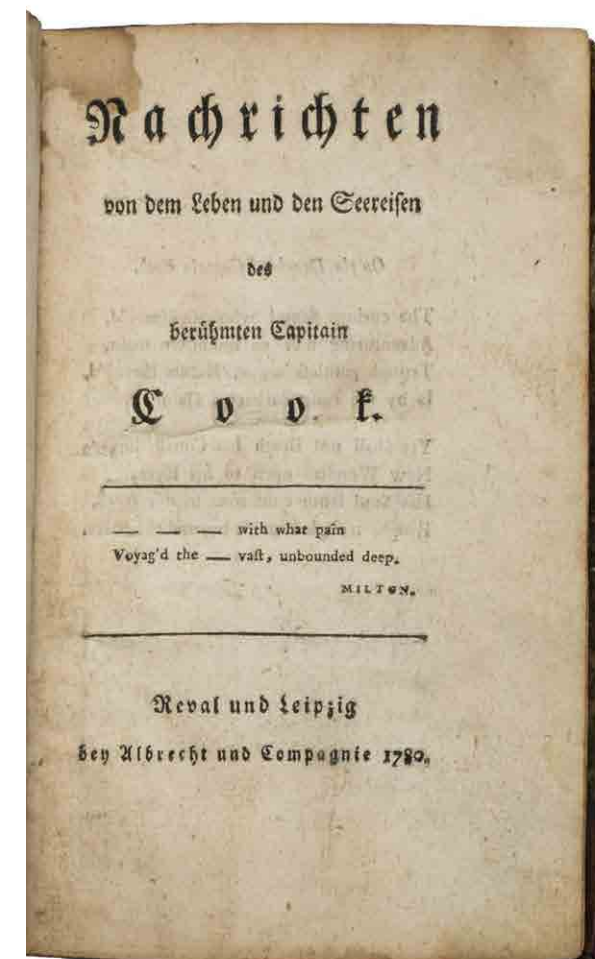 Nachrichten
von dem Leben und den Seereisen
des
berühmten Capitain
Cook.
— — — with what pain
Voyag'd the — vaſt, unbounded deep.
MILTON.
Reval und Leipzig
bey Albrecht und Compagnie 1780.